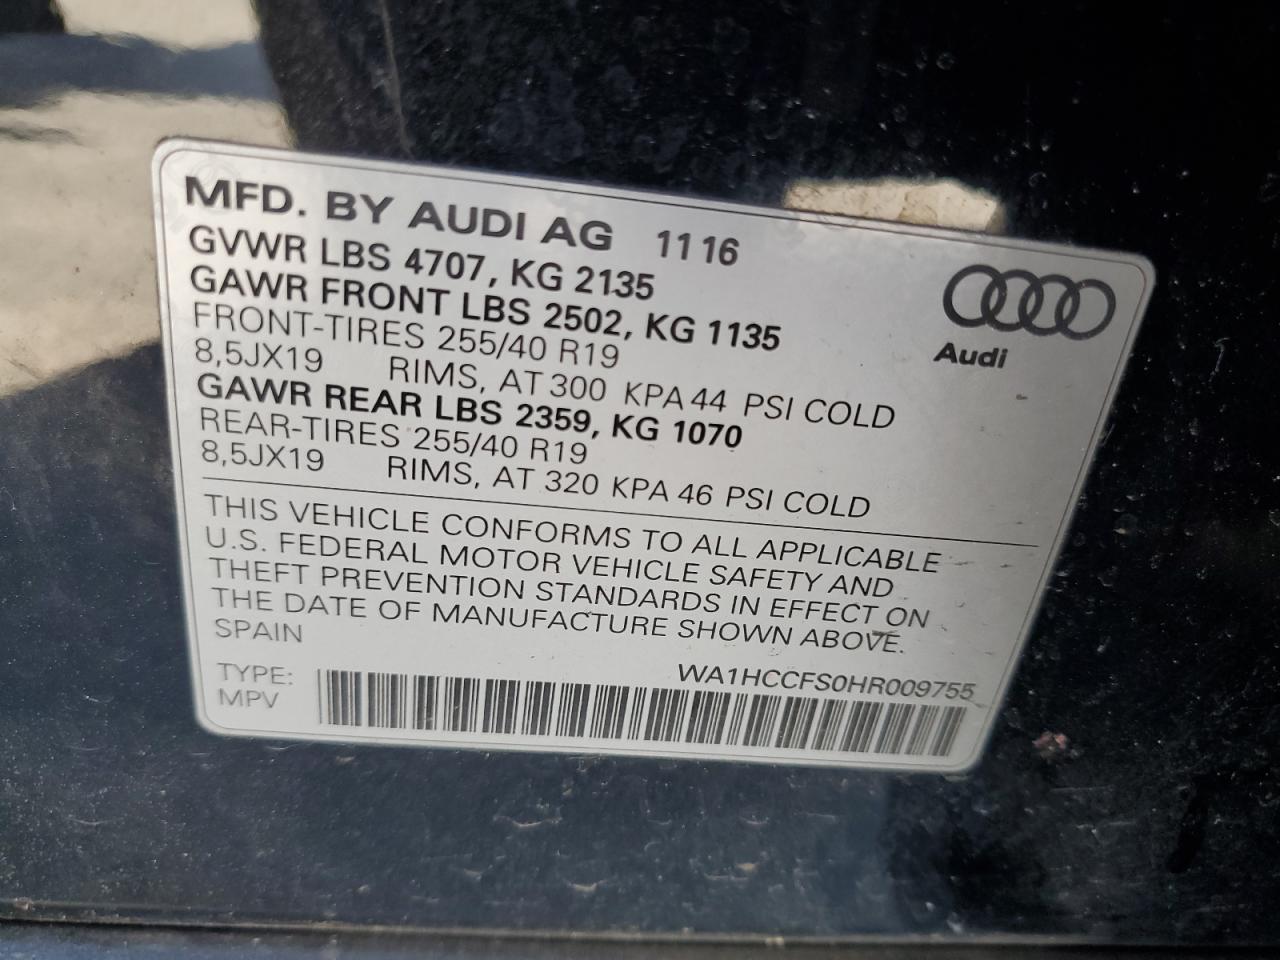 MFD. BY AUDI AG 11 16
GVWR LBS 4707, KG 2135
GAWR FRONT LBS 2502, KG 1135
FRONT-TIRES 255/40 R19
8,5JX19 RIMS, AT 300 KPA 44 PSI COLD
GAWR REAR LBS 2359, KG 1070
REAR-TIRES 255/40 R19
8,5JX19 RIMS, AT 320 KPA 46 PSI COLD
Audi
THIS VEHICLE CONFORMS TO ALL APPLICABLE
U.S. FEDERAL MOTOR VEHICLE SAFETY AND
THEFT PREVENTION STANDARDS IN EFFECT ON
THE DATE OF MANUFACTURE SHOWN ABOVE.
SPAIN
WA1HCCFS0HR009755
TYPE:
MPV